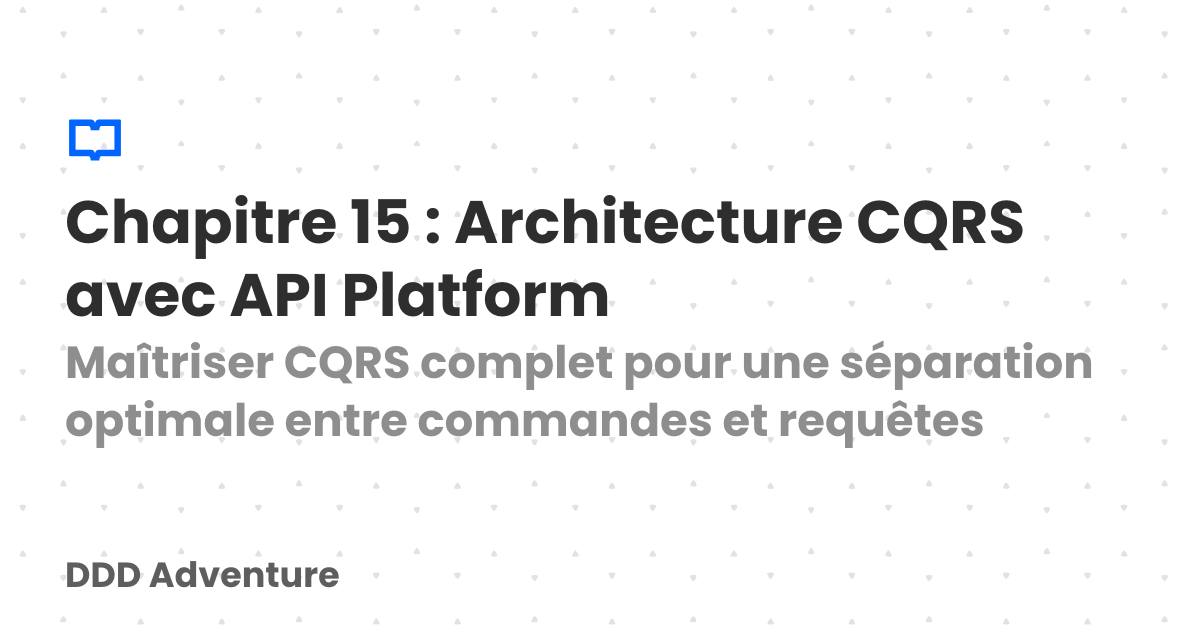 Chapitre 15 : Architecture CQRS
avec API Platform
Maîtriser CQRS complet pour une séparation
optimale entre commandes et requêtes
DDD Adventure